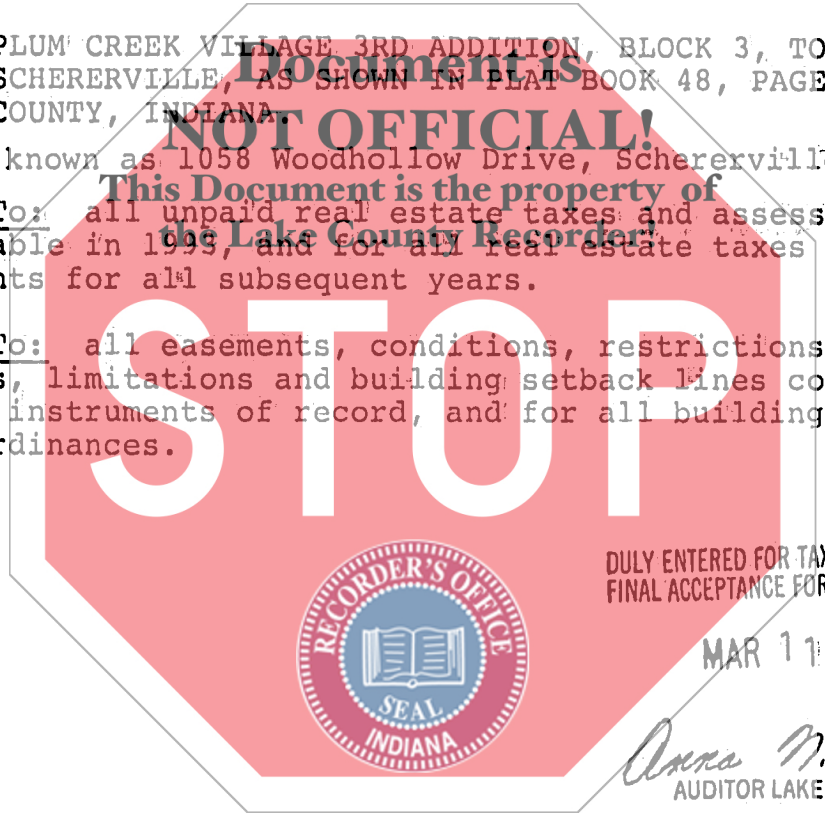 PLUM CREEK VILLAGE 3RD ADDITION, BLOCK 3, TO
SCHERERVILLE, AS SHOWN IN PLAT BOOK 48, PAGE
COUNTY, INDIANA.
Document is
NOT OFFICIAL!
known as 1058 Woodhollow Drive, Schererville
This Document is the property of
the Lake County Recorder!
o: all unpaid real estate taxes and assess
able in 1999, and for all real estate taxes
nts for all subsequent years.
STOP
o: all easements, conditions, restrictions
s, limitations and building setback lines co
instruments of record, and for all building
rdinances.
DULY ENTERED FOR TAX
FINAL ACCEPTANCE FOR
RECORDER'S OFFICE
SEAL
INDIANA
MAR 11
Anna N.
AUDITOR LAKE